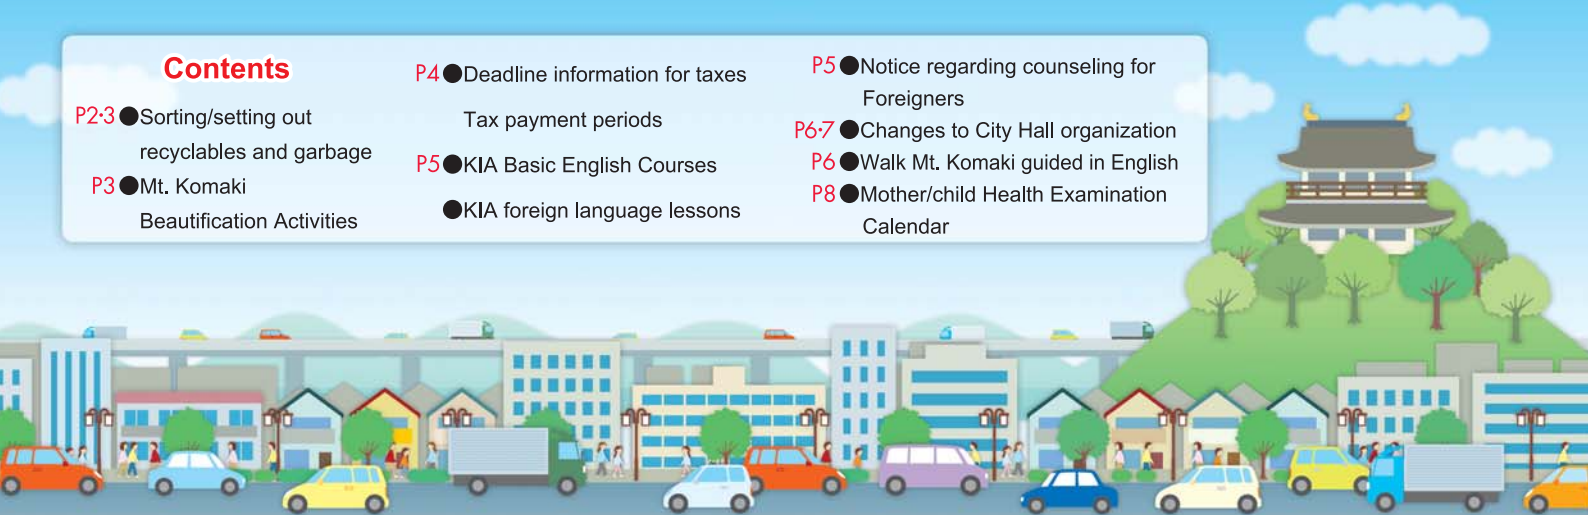 Contents
P2·3 ●Sorting/setting out
recyclables and garbage
P3 ●Mt. Komaki
Beautification Activities
P4 ●Deadline information for taxes
Tax payment periods
P5 ●KIA Basic English Courses
●KIA foreign language lessons
P5 ●Notice regarding counseling for
Foreigners
P6·7 ●Changes to City Hall organization
P6 ●Walk Mt. Komaki guided in English
P8 ●Mother/child Health Examination
Calendar